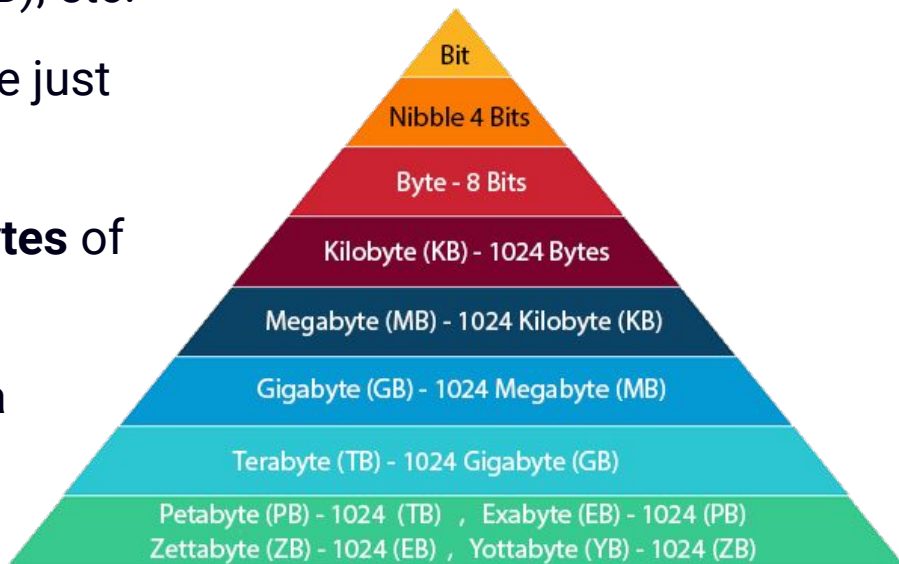 B), etc.
e just
tes of
a
Bit
Nibble 4 Bits
Byte - 8 Bits
Kilobyte (KB) - 1024 Bytes
Megabyte (MB) - 1024 Kilobyte (KB)
Gigabyte (GB) - 1024 Megabyte (MB)
Terabyte (TB) - 1024 Gigabyte (GB)
Petabyte (PB) - 1024 (TB) , Exabyte (EB) - 1024 (PB)
Zettabyte (ZB) - 1024 (EB) , Yottabyte (YB) - 1024 (ZB)